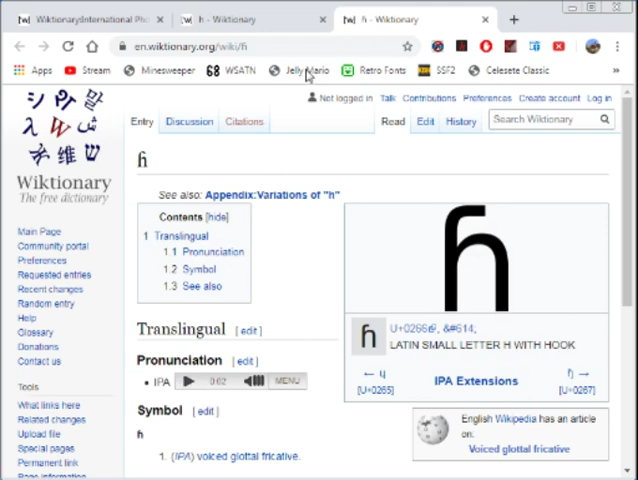 Wiktionary:International Pho
ɦ - Wiktionary
ɦ - Wiktionary
en.wiktionary.org/wiki/ɦ
Apps
Stream
Minesweeper
68 WSATN
Jelly Mario
Retro Fonts
SSF2
Celesete Classic
»
Not logged in Talk Contributions Preferences Create account Log in
Entry Discussion Citations
Read Edit History
Search Wiktionary
Wiktionary
The free dictionary
Main Page
Community portal
Preferences
Requested entries
Recent changes
Random entry
Help
Glossary
Donations
Contact us
Tools
What links here
Related changes
Upload file
Special pages
Permanent link
Page information
ɦ
See also: Appendix:Variations of "h"
Contents [hide]
1 Translingual
1.1 Pronunciation
1.2 Symbol
1.3 See also
Translingual [ edit ]
Pronunciation [ edit ]
• IPA 0:02 MENU
Symbol [ edit ]
ɦ
1. (IPA) voiced glottal fricative.
ɦ
ɦ
U+0266, &#614;
LATIN SMALL LETTER H WITH HOOK
← ɥ
[U+0265]
IPA Extensions
ɧ →
[U+0267]
English Wikipedia has an article
on:
Voiced glottal fricative